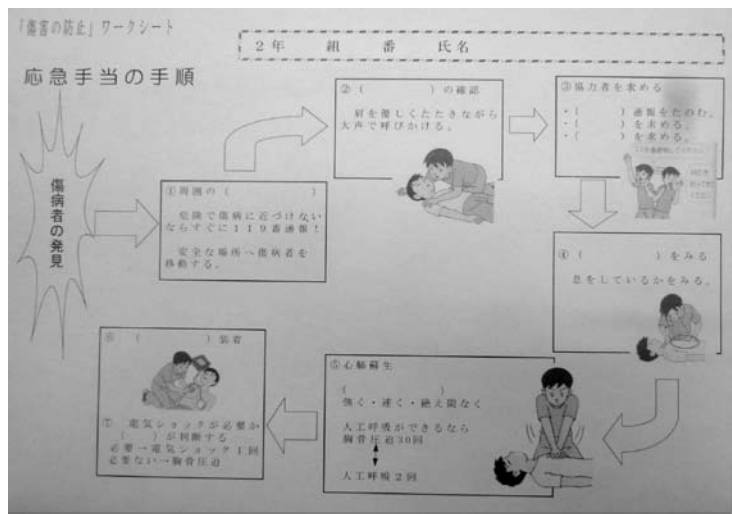 「傷害の防止」ワークシート
2年　組　番　氏名
応急手当の手順
傷病者の発見
①周囲の（　　　　）
危険で傷病に近づけない
ならすぐに119番通報！
安全な場所へ傷病者を
移動する。
②（　　　　）の確認
肩を優しくたたきながら
大声で呼びかける。
③協力者を求める
・（　　）通報をたのむ。
・（　　）を求める。
・（　　）を求める。
④（　　　　）をみる
息をしているかをみる。
⑤心肺蘇生
（　　　　）
強く・速く・絶え間なく
人工呼吸ができるなら
胸骨圧迫30回
人工呼吸2回
⑥　（　　　　）装着
⑦　電気ショックが必要か
（　　）が判断する
必要→電気ショック1回
必要ない→胸骨圧迫